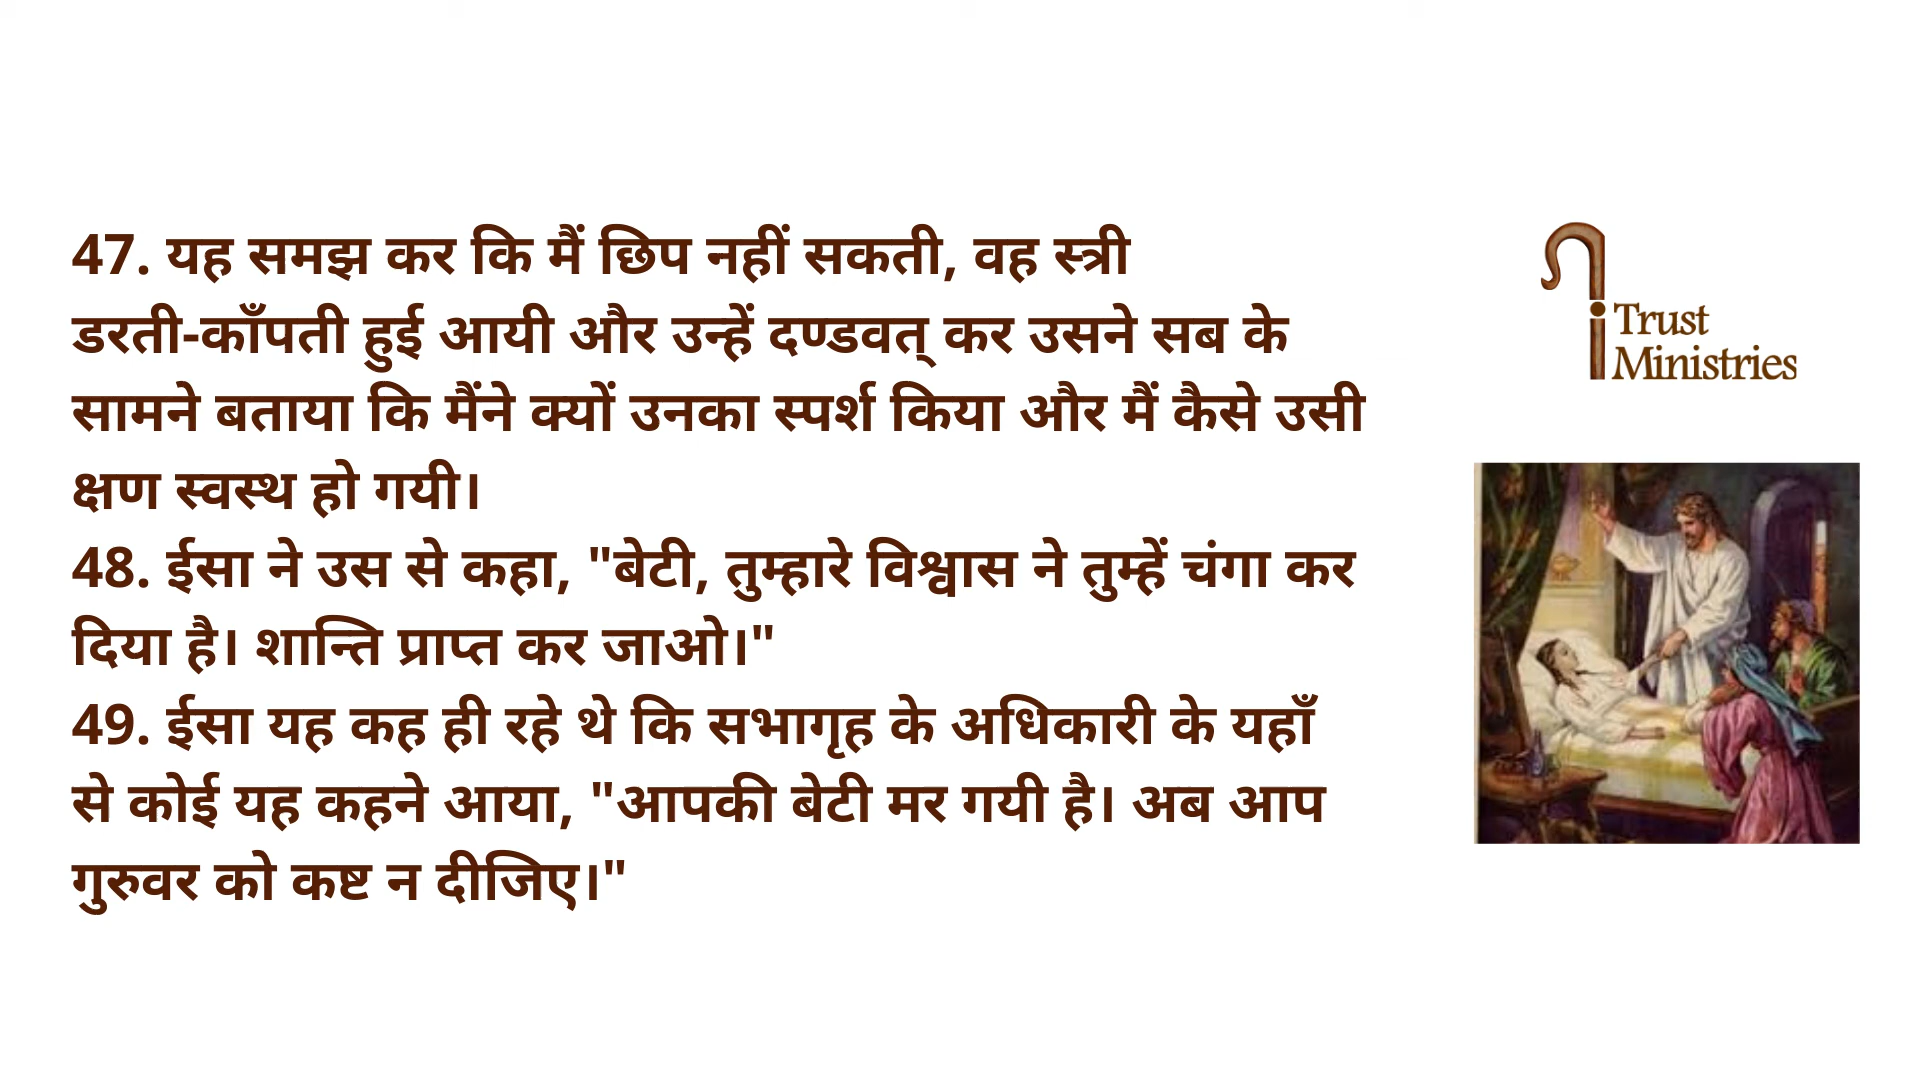 47. यह समझ कर कि मैं छिप नहीं सकती, वह स्त्री
डरती-काँपती हुई आयी और उन्हें दण्डवत् कर उसने सब के
सामने बताया कि मैंने क्यों उनका स्पर्श किया और मैं कैसे उसी
क्षण स्वस्थ हो गयी।
48. ईसा ने उस से कहा, "बेटी, तुम्हारे विश्वास ने तुम्हें चंगा कर
दिया है। शान्ति प्राप्त कर जाओ।"
49. ईसा यह कह ही रहे थे कि सभागृह के अधिकारी के यहाँ
से कोई यह कहने आया, "आपकी बेटी मर गयी है। अब आप
गुरुवर को कष्ट न दीजिए।"
iTrust
Ministries